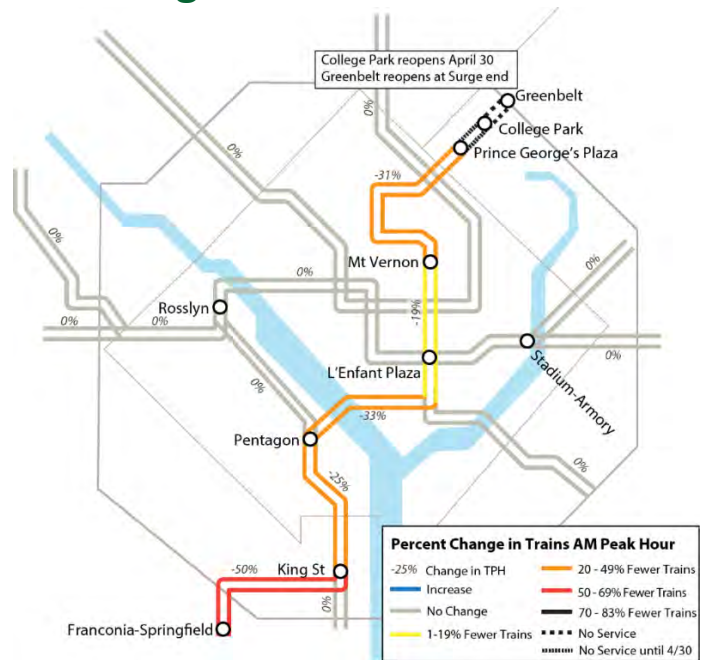 College Park reopens April 30
Greenbelt reopens at Surge end
Greenbelt
College Park
Prince George's Plaza
0%
-31%
0%
0%
Mt Vernon
0%
0%
Rosslyn
-19%
0%
0%
L'Enfant Plaza
0%
Stadium-Armory
0%
-33%
Pentagon
0%
-25%
-50%
King St
0%
Franconia-Springfield
Percent Change in Trains AM Peak Hour
-25% Change in TPH
Increase
No Change
1-19% Fewer Trains
20 - 49% Fewer Trains
50 - 69% Fewer Trains
70 - 83% Fewer Trains
No Service
No Service until 4/30